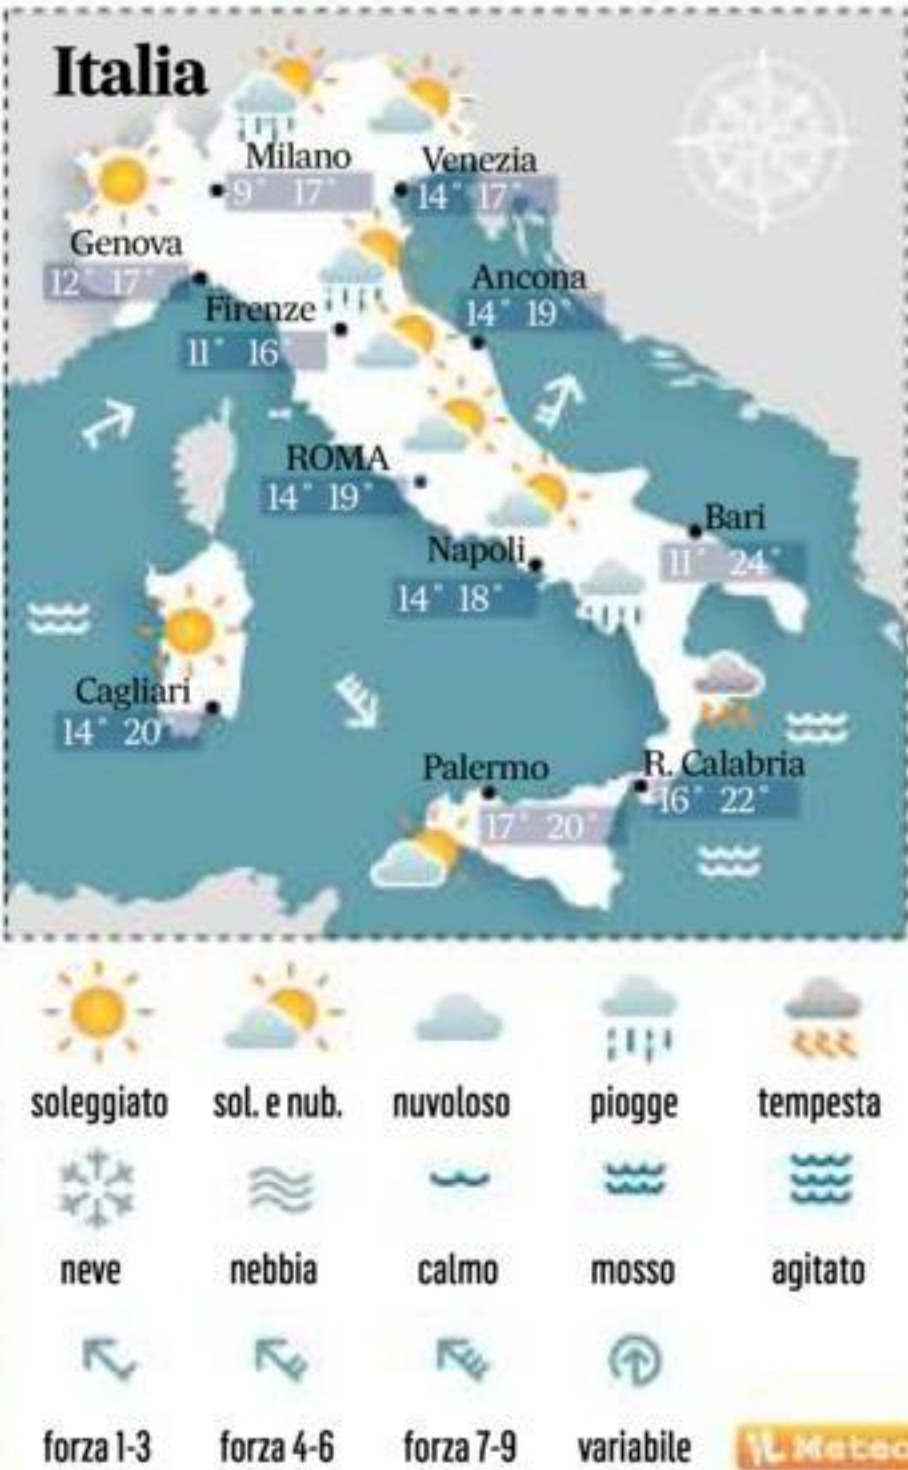 Italia
Milano
9° 17°
Venezia
14° 17°
Genova
12° 17°
Ancona
14° 19°
Firenze
11° 16°
ROMA
14° 19°
Bari
11° 24°
Napoli
14° 18°
Cagliari
14° 20°
Palermo
17° 20°
R. Calabria
16° 22°
soleggiato
sol. e nub.
nuvoloso
piogge
tempesta
neve
nebbia
calmo
mosso
agitato
forza 1-3
forza 4-6
forza 7-9
variabile